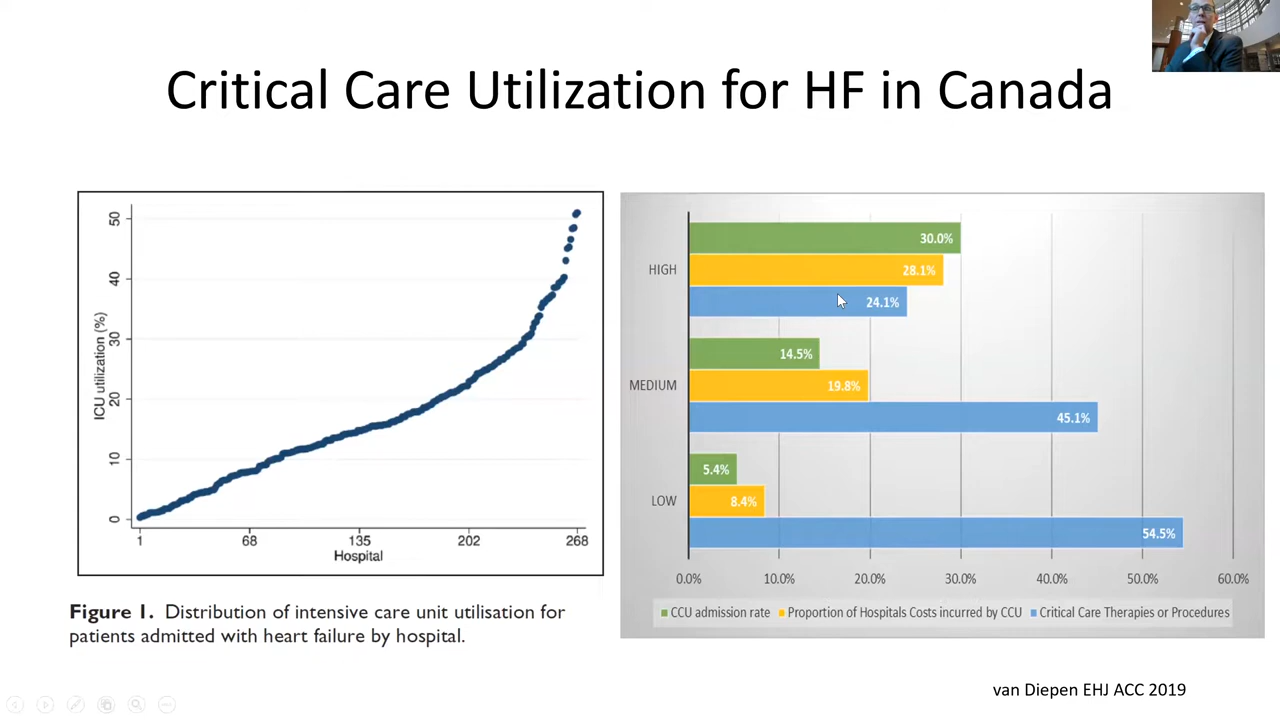 Critical Care Utilization for HF in Canada
50
40
30
20
10
0
ICU utilization (%)
1 68 135 202 268
Hospital
Figure 1. Distribution of intensive care unit utilisation for
patients admitted with heart failure by hospital.
HIGH
30.0%
28.1%
24.1%
MEDIUM
14.5%
19.8%
45.1%
LOW
5.4%
8.4%
54.5%
0.0% 10.0% 20.0% 30.0% 40.0% 50.0% 60.0%
CCU admission rate Proportion of Hospitals Costs incurred by CCU Critical Care Therapies or Procedures
van Diepen EHJ ACC 2019